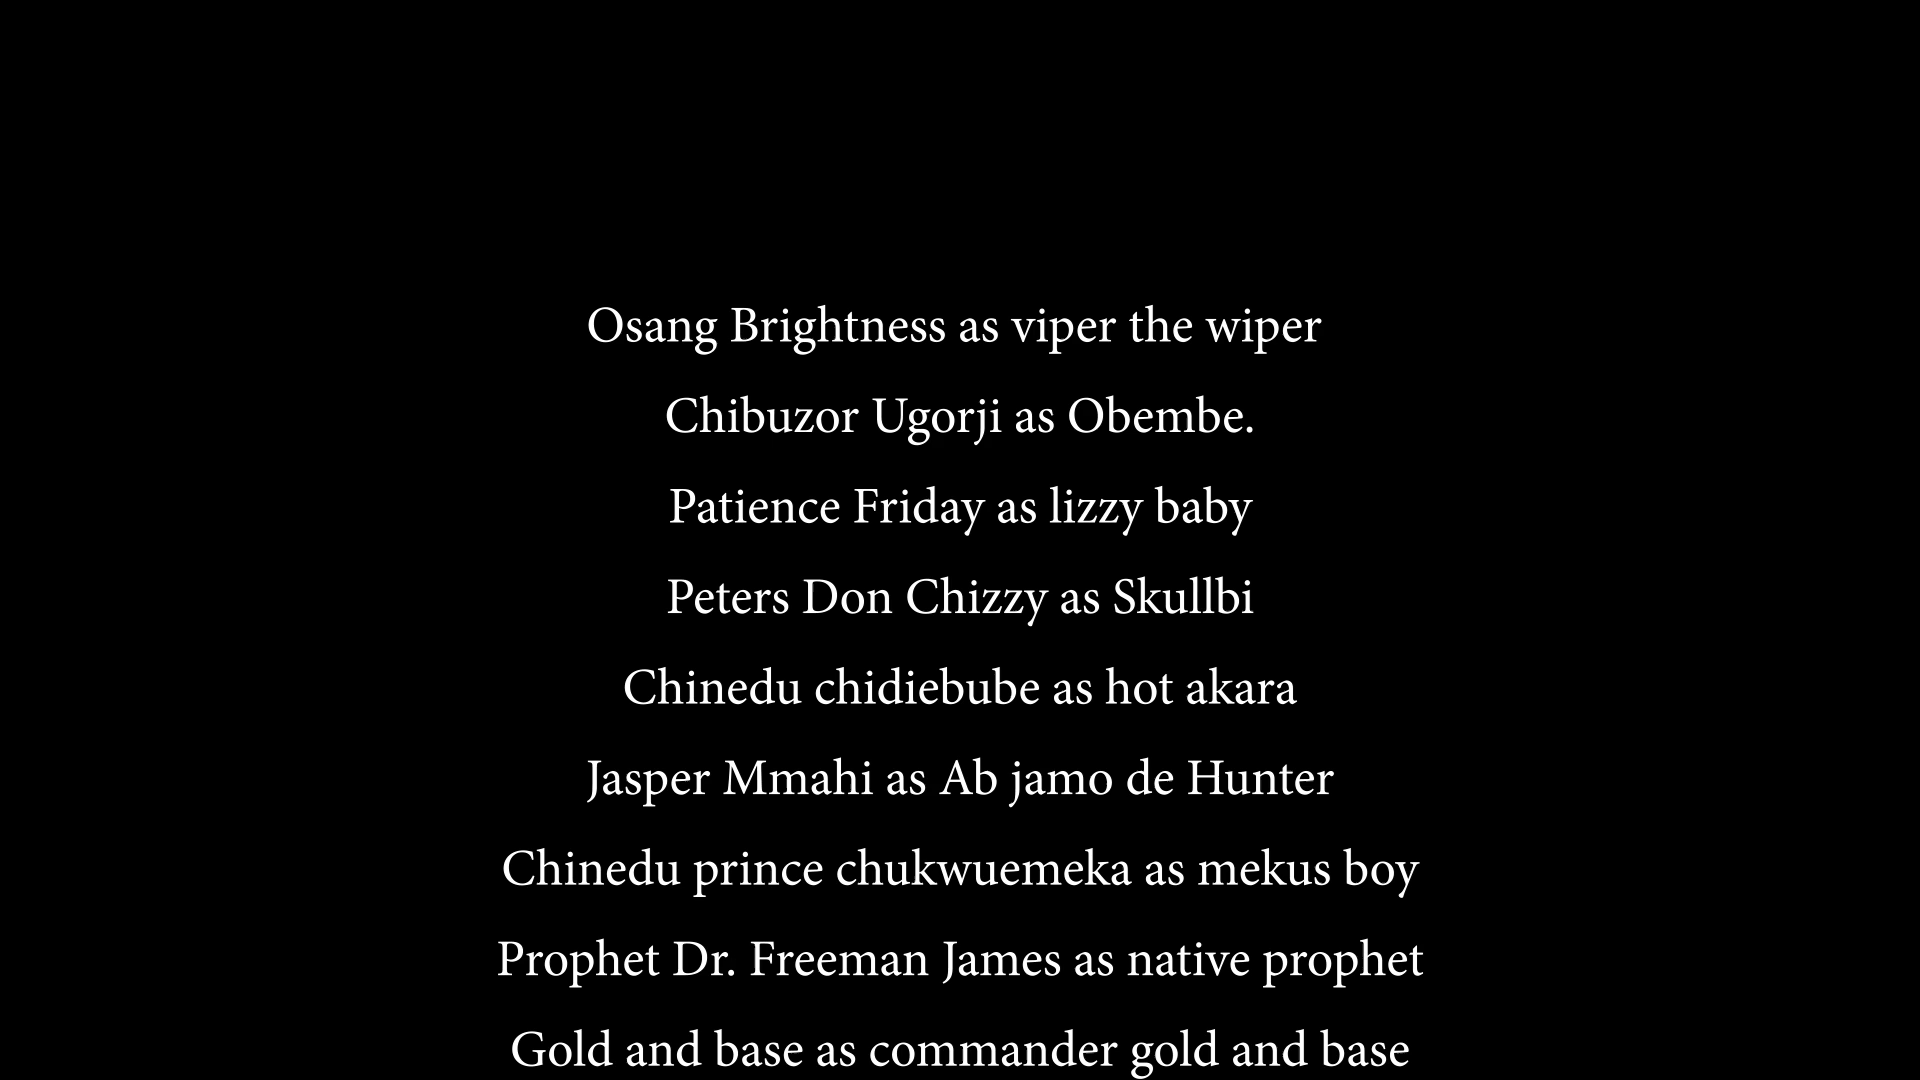 Osang Brightness as viper the wiper
Chibuzor Ugorji as Obembe.
Patience Friday as lizzy baby
Peters Don Chizzy as Skullbi
Chinedu chidiebube as hot akara
Jasper Mmahi as Ab jamo de Hunter
Chinedu prince chukwuemeka as mekus boy
Prophet Dr. Freeman James as native prophet
Gold and base as commander gold and base